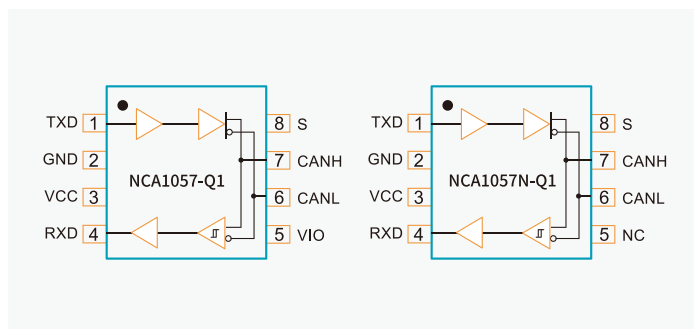 TXD 1 8 S
GND 2 7 CANH
NCA1057-Q1
VCC 3 6 CANL
RXD 4 5 VIO
TXD 1 8 S
GND 2 7 CANH
NCA1057N-Q1
VCC 3 6 CANL
RXD 4 5 NC